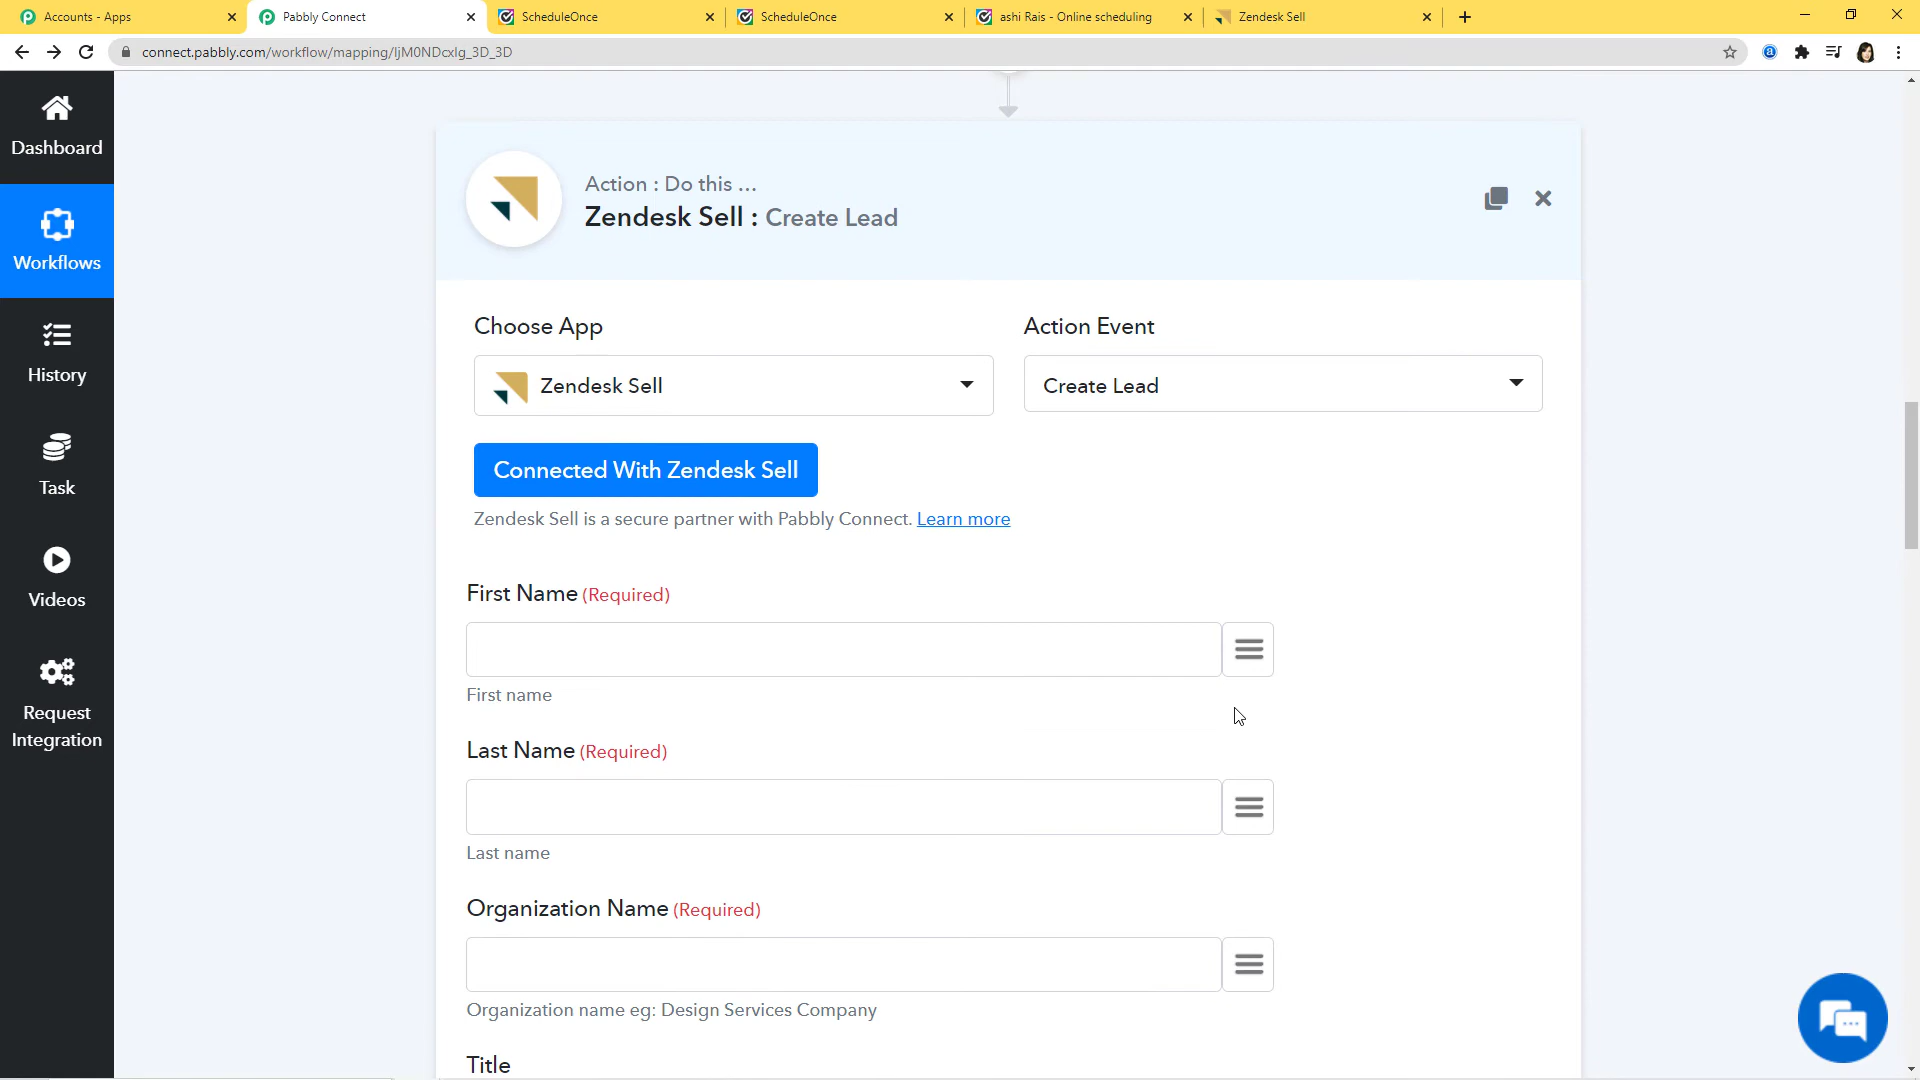 Accounts - Apps
Pabbly Connect
ScheduleOnce
ScheduleOnce
ashi Rais - Online scheduling
Zendesk Sell
connect.pabbly.com/workflow/mapping/IjM0NDcxIg_3D_3D
Dashboard
Workflows
History
Task
Videos
Request
Integration
Action : Do this ...
Zendesk Sell : Create Lead
Choose App
Action Event
Zendesk Sell
Create Lead
Connected With Zendesk Sell
Zendesk Sell is a secure partner with Pabbly Connect. Learn more
First Name (Required)
First name
Last Name (Required)
Last name
Organization Name (Required)
Organization name eg: Design Services Company
Title